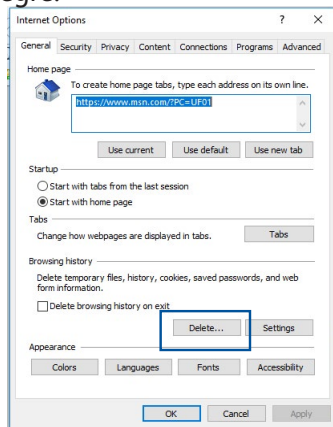 Internet Options ? ×
General Security Privacy Content Connections Programs Advanced
Home page
To create home page tabs, type each address on its own line.
https://www.msn.com/?PC=UF01
Use current Use default Use new tab
Startup
Start with tabs from the last session
Start with home page
Tabs
Change how webpages are displayed in tabs. Tabs
Browsing history
Delete temporary files, history, cookies, saved passwords, and web
form information.
Delete browsing history on exit
Delete... Settings
Appearance
Colors Languages Fonts Accessibility
OK Cancel Apply